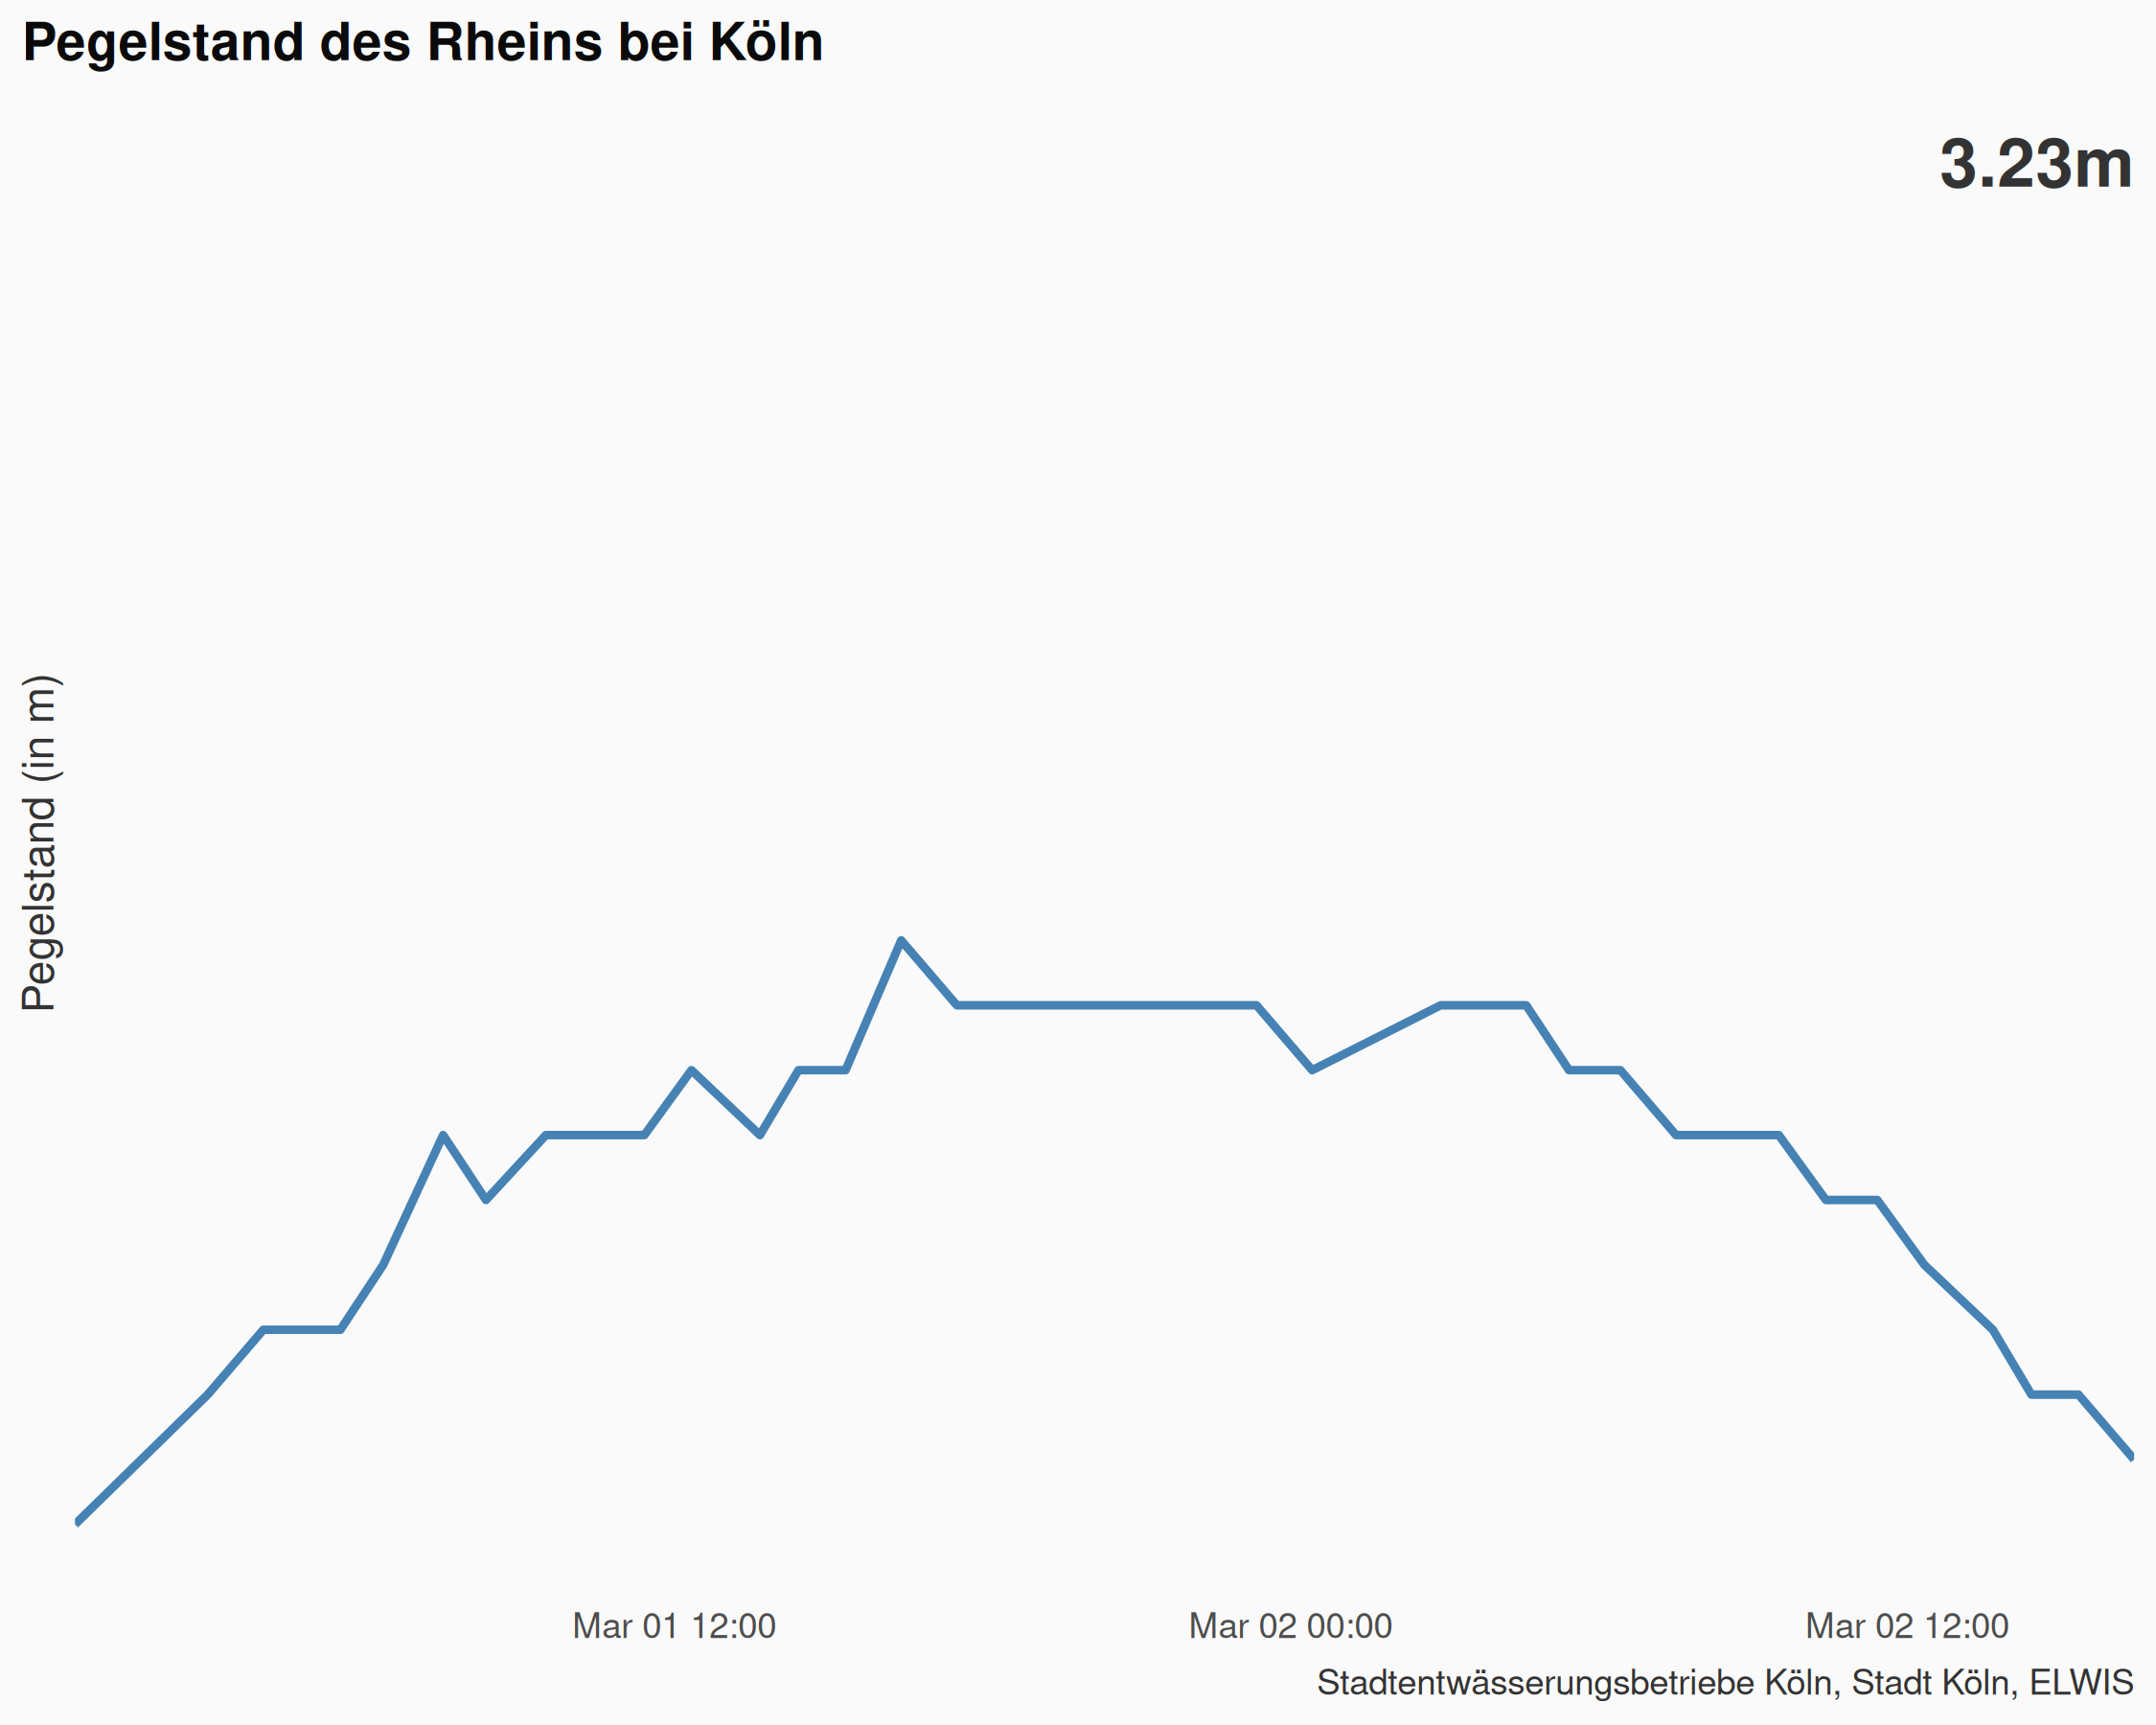 Pegelstand des Rheins bei Köln
3.23m
Pegelstand (in m)
Mar 01 12:00
Mar 02 00:00
Mar 02 12:00
Stadtentwässerungsbetriebe Köln, Stadt Köln, ELWIS